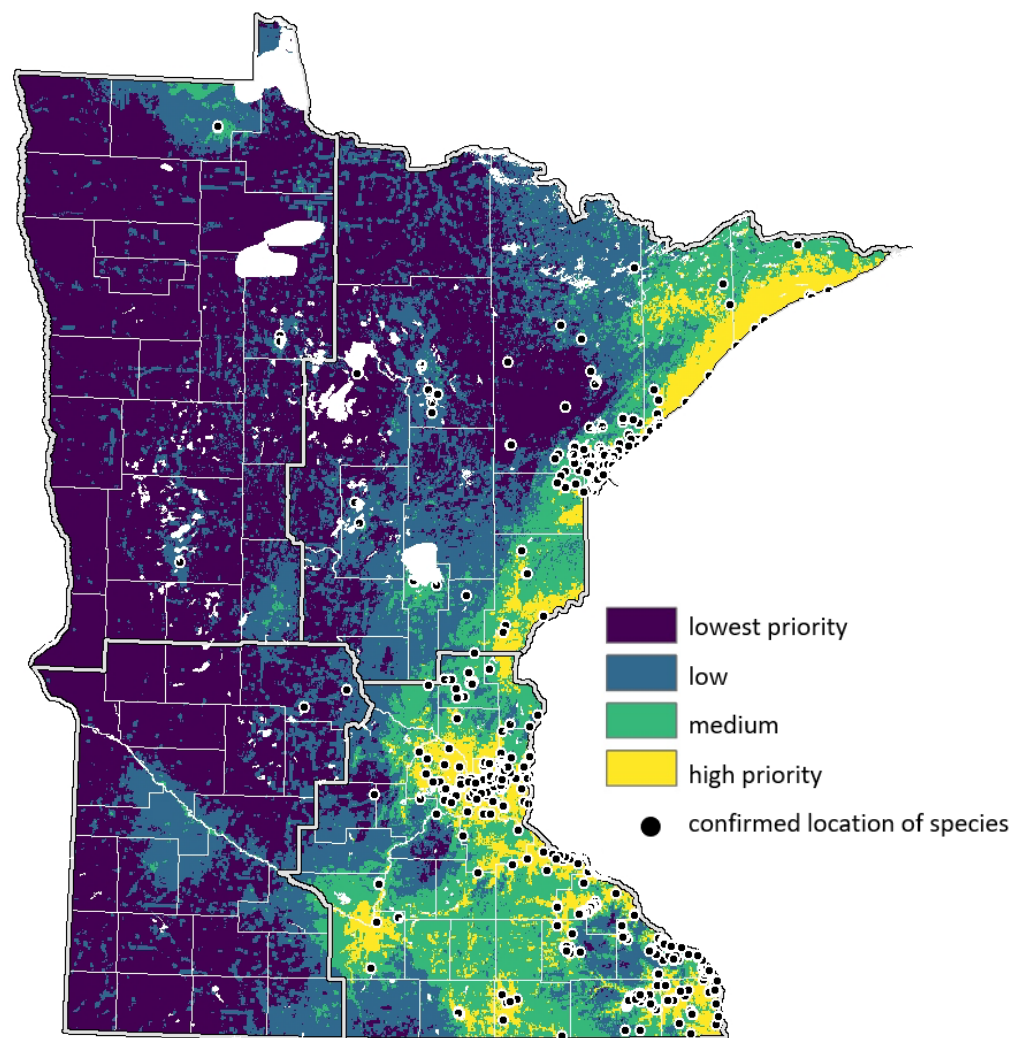 lowest priority
low
medium
high priority
confirmed location of species